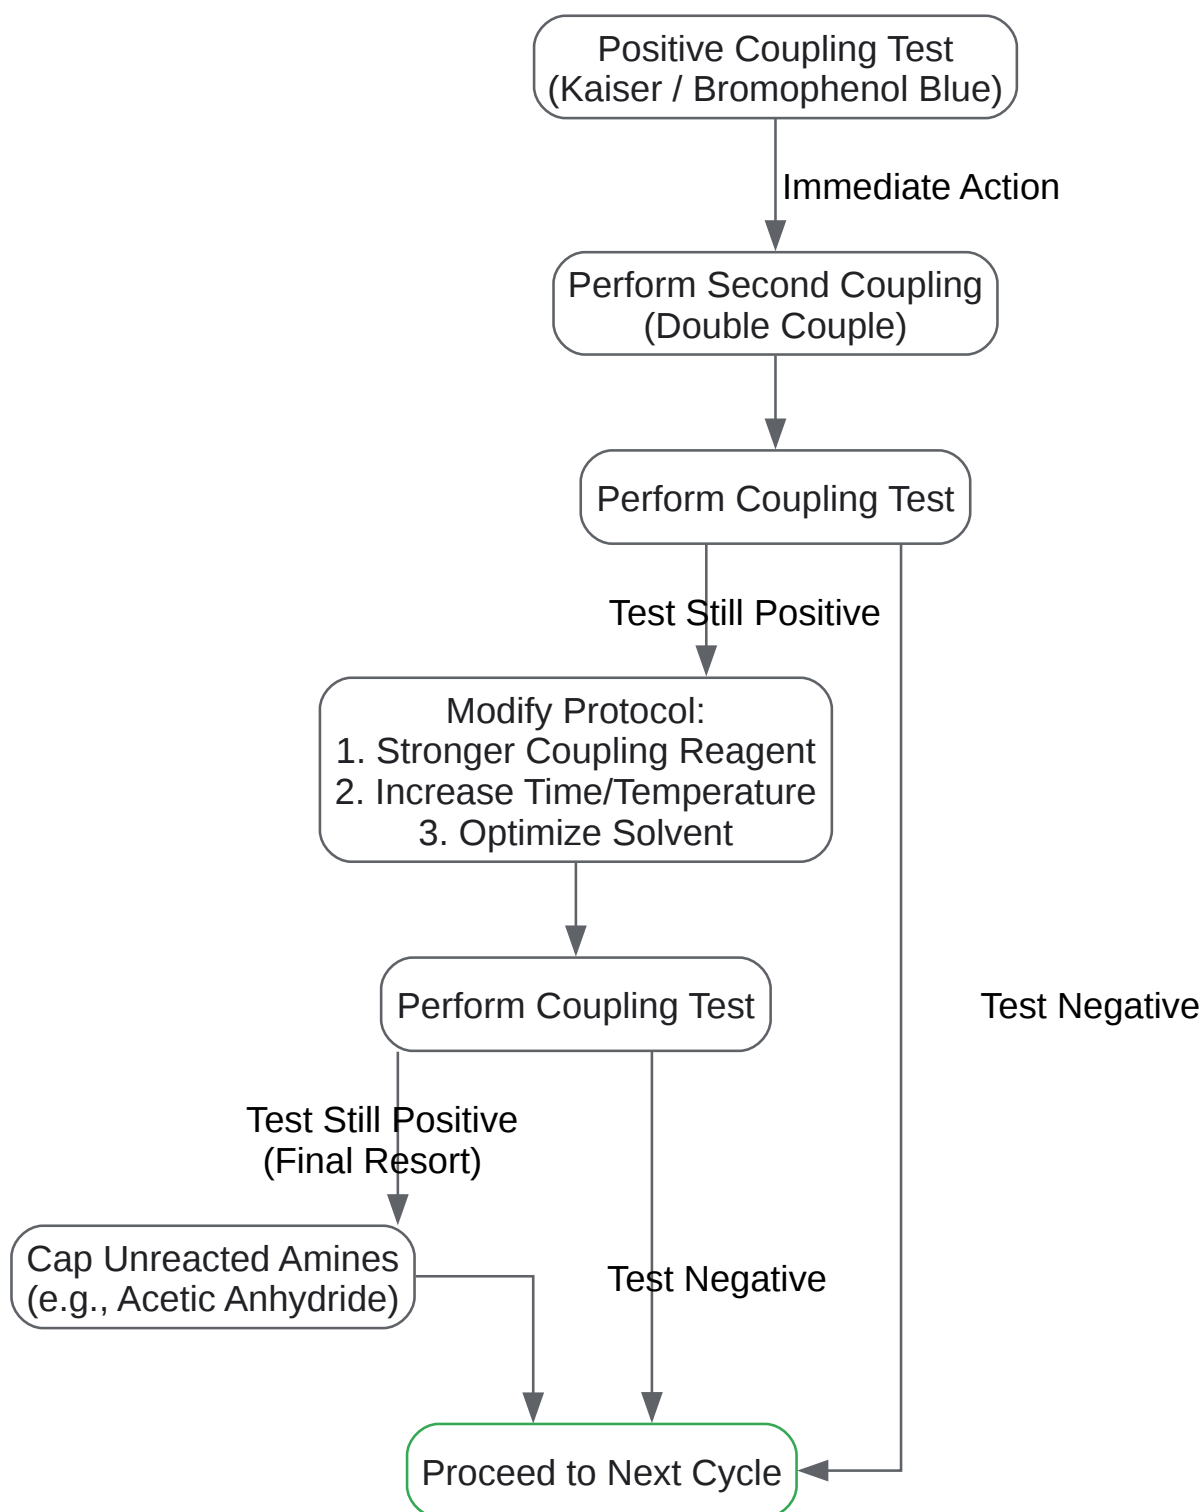 Positive Coupling Test
(Kaiser / Bromophenol Blue)
Immediate Action
Perform Second Coupling
(Double Couple)
Perform Coupling Test
Test Still Positive
Modify Protocol:
1. Stronger Coupling Reagent
2. Increase Time/Temperature
3. Optimize Solvent
Perform Coupling Test
Test Negative
Test Still Positive
(Final Resort)
Cap Unreacted Amines
(e.g., Acetic Anhydride)
Test Negative
Proceed to Next Cycle